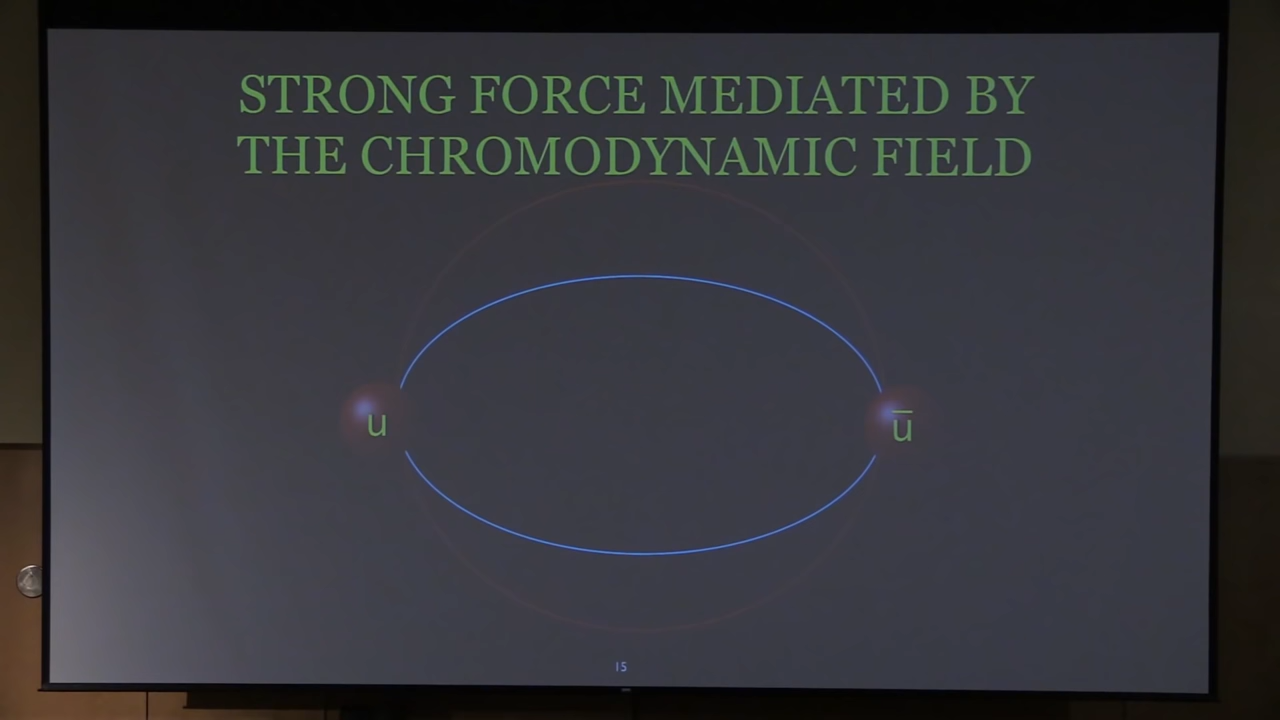 STRONG FORCE MEDIATED BY
THE CHROMODYNAMIC FIELD
u
u̅
15